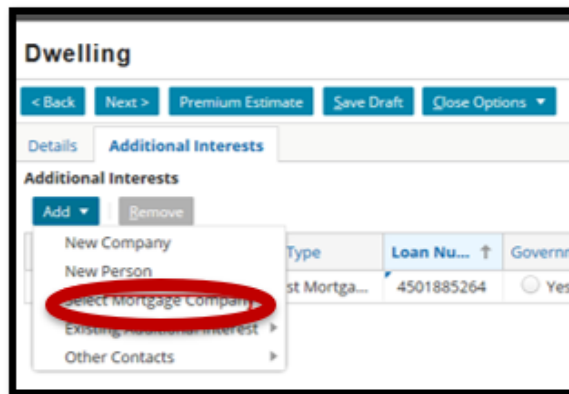 Dwelling
< Back Next > Premium Estimate Save Draft Close Options
Details Additional Interests
Additional Interests
Add Remove
New Company
New Person
Type Loan Nu... ↑ Governm
Select Mortgage Company
st Mortga... 4501885264 Yes
Existing Additional Interest
Other Contacts